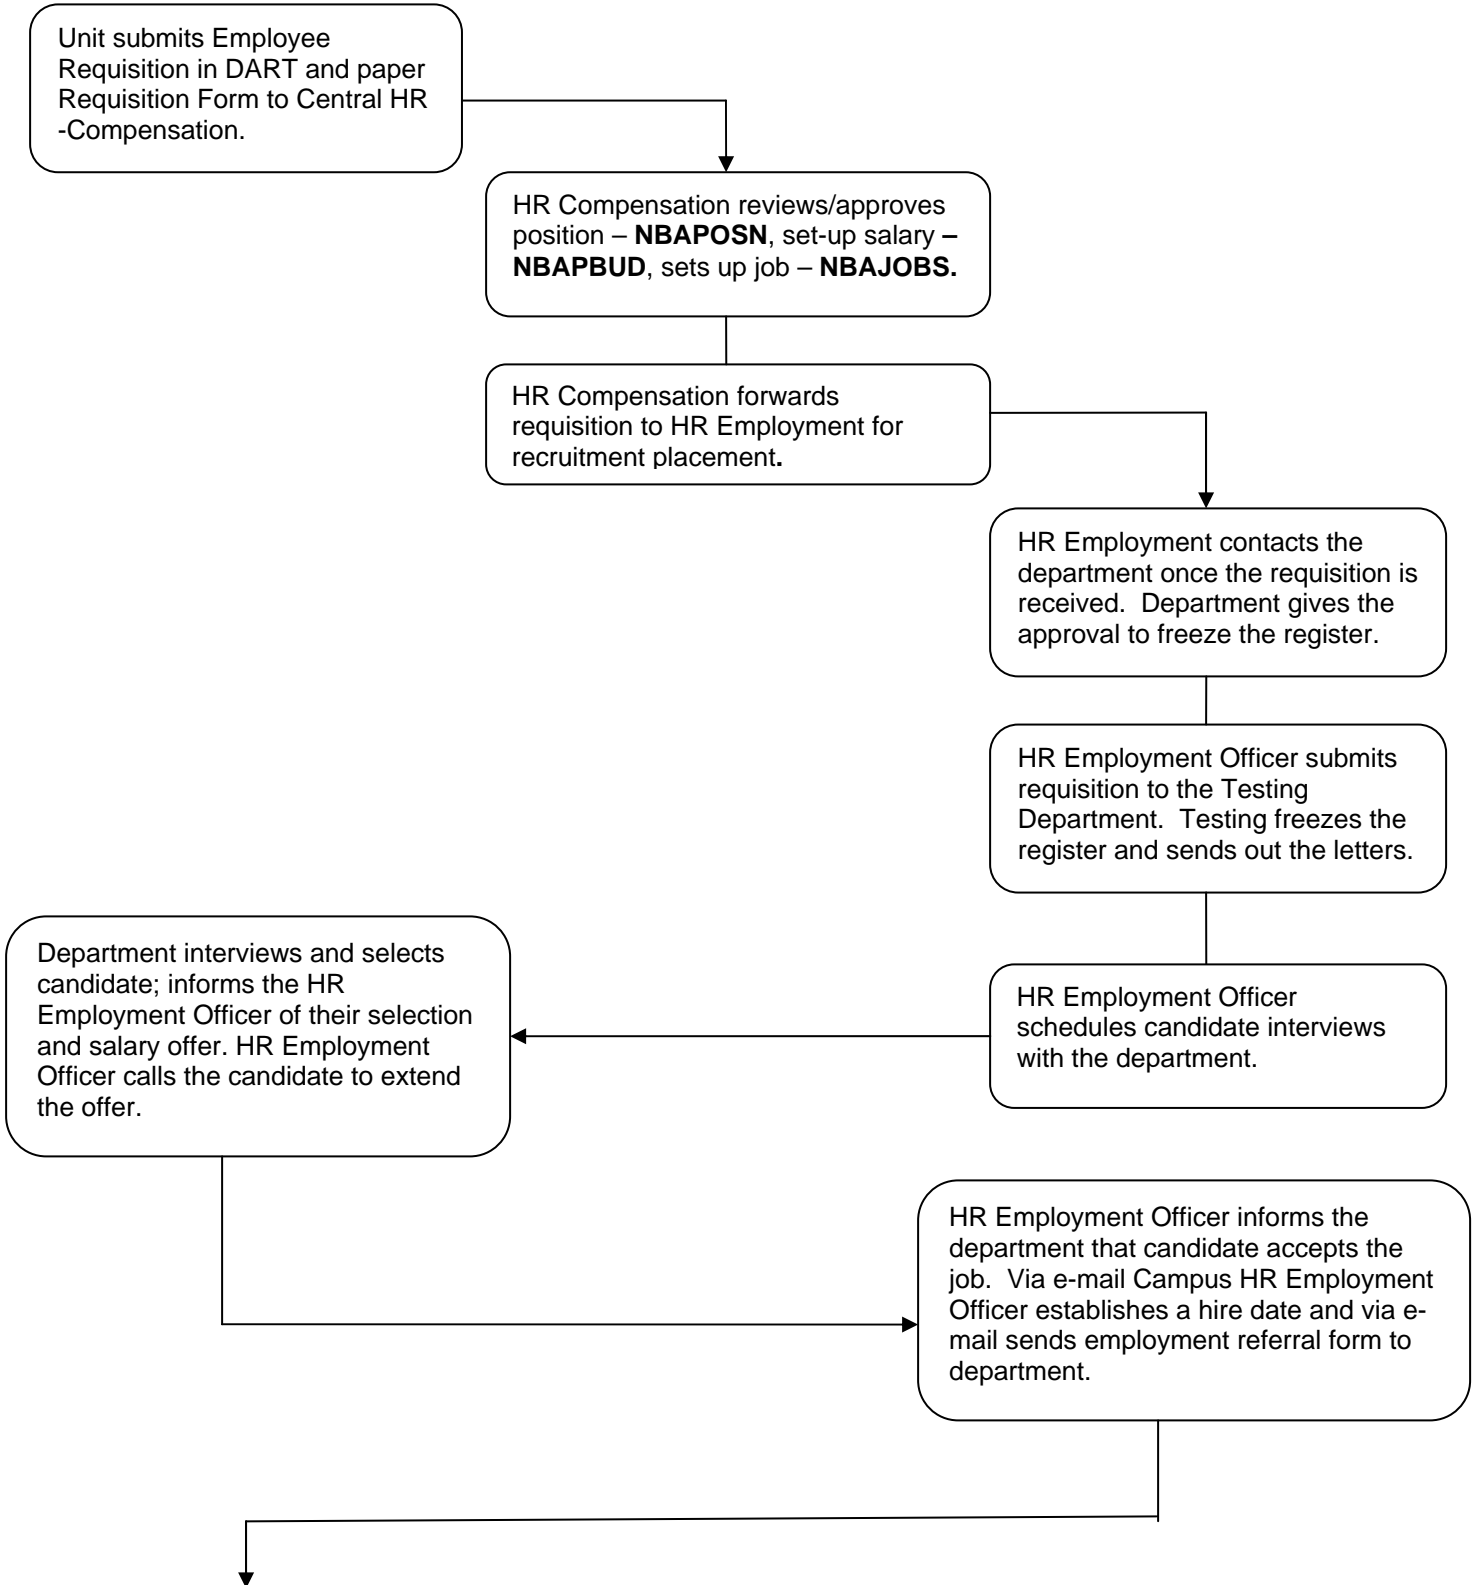 Unit submits Employee
Requisition in DART and paper
Requisition Form to Central HR
-Compensation.
HR Compensation reviews/approves
position – NBAPOSN, set-up salary –
NBAPBUD, sets up job – NBAJOBS.
HR Compensation forwards
requisition to HR Employment for
recruitment placement.
HR Employment contacts the
department once the requisition is
received.  Department gives the
approval to freeze the register.
HR Employment Officer submits
requisition to the Testing
Department.  Testing freezes the
register and sends out the letters.
HR Employment Officer
schedules candidate interviews
with the department.
Department interviews and selects
candidate; informs the HR
Employment Officer of their selection
and salary offer. HR Employment
Officer calls the candidate to extend
the offer.
HR Employment Officer informs the
department that candidate accepts the
job.  Via e-mail Campus HR Employment
Officer establishes a hire date and via e-
mail sends employment referral form to
department.